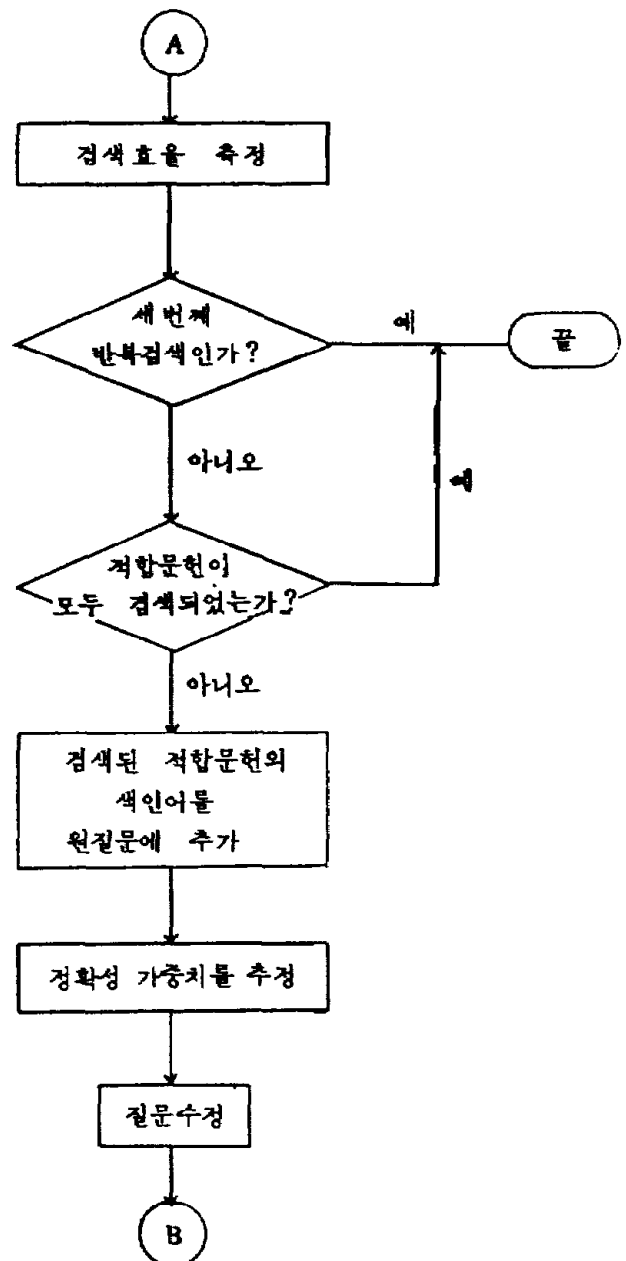 A
검색효율 측정
세번째
반복검색인가?
예
끝
아니오
예
적합문헌이
모두 검색되었는가?
아니오
검색된 적합문헌의
색인어를
원질문에 추가
정확성 가중치를 추정
질문수정
B